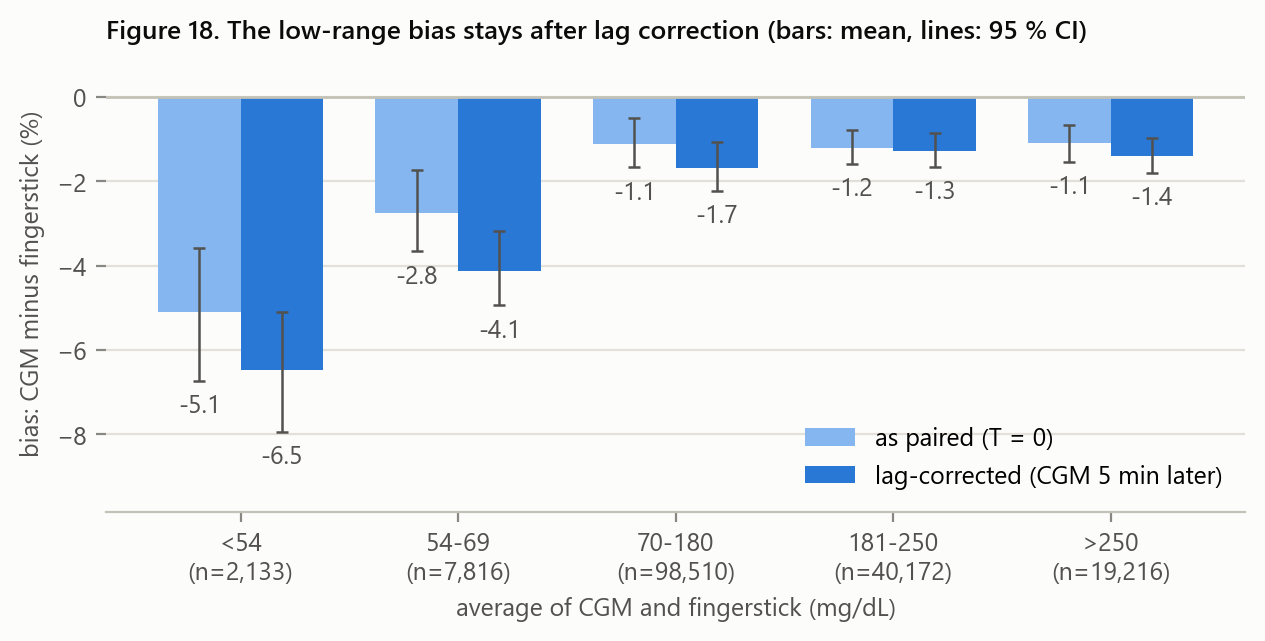 Figure 18. The low-range bias stays after lag correction (bars: mean, lines: 95 % CI)
bias: CGM minus fingerstick (%)
0
−2
−4
−6
−8
-5.1
-6.5
-2.8
-4.1
-1.1
-1.7
-1.2
-1.3
-1.1
-1.4
as paired (T = 0)
lag-corrected (CGM 5 min later)
<54
(n=2,133)
54-69
(n=7,816)
70-180
(n=98,510)
181-250
(n=40,172)
>250
(n=19,216)
average of CGM and fingerstick (mg/dL)